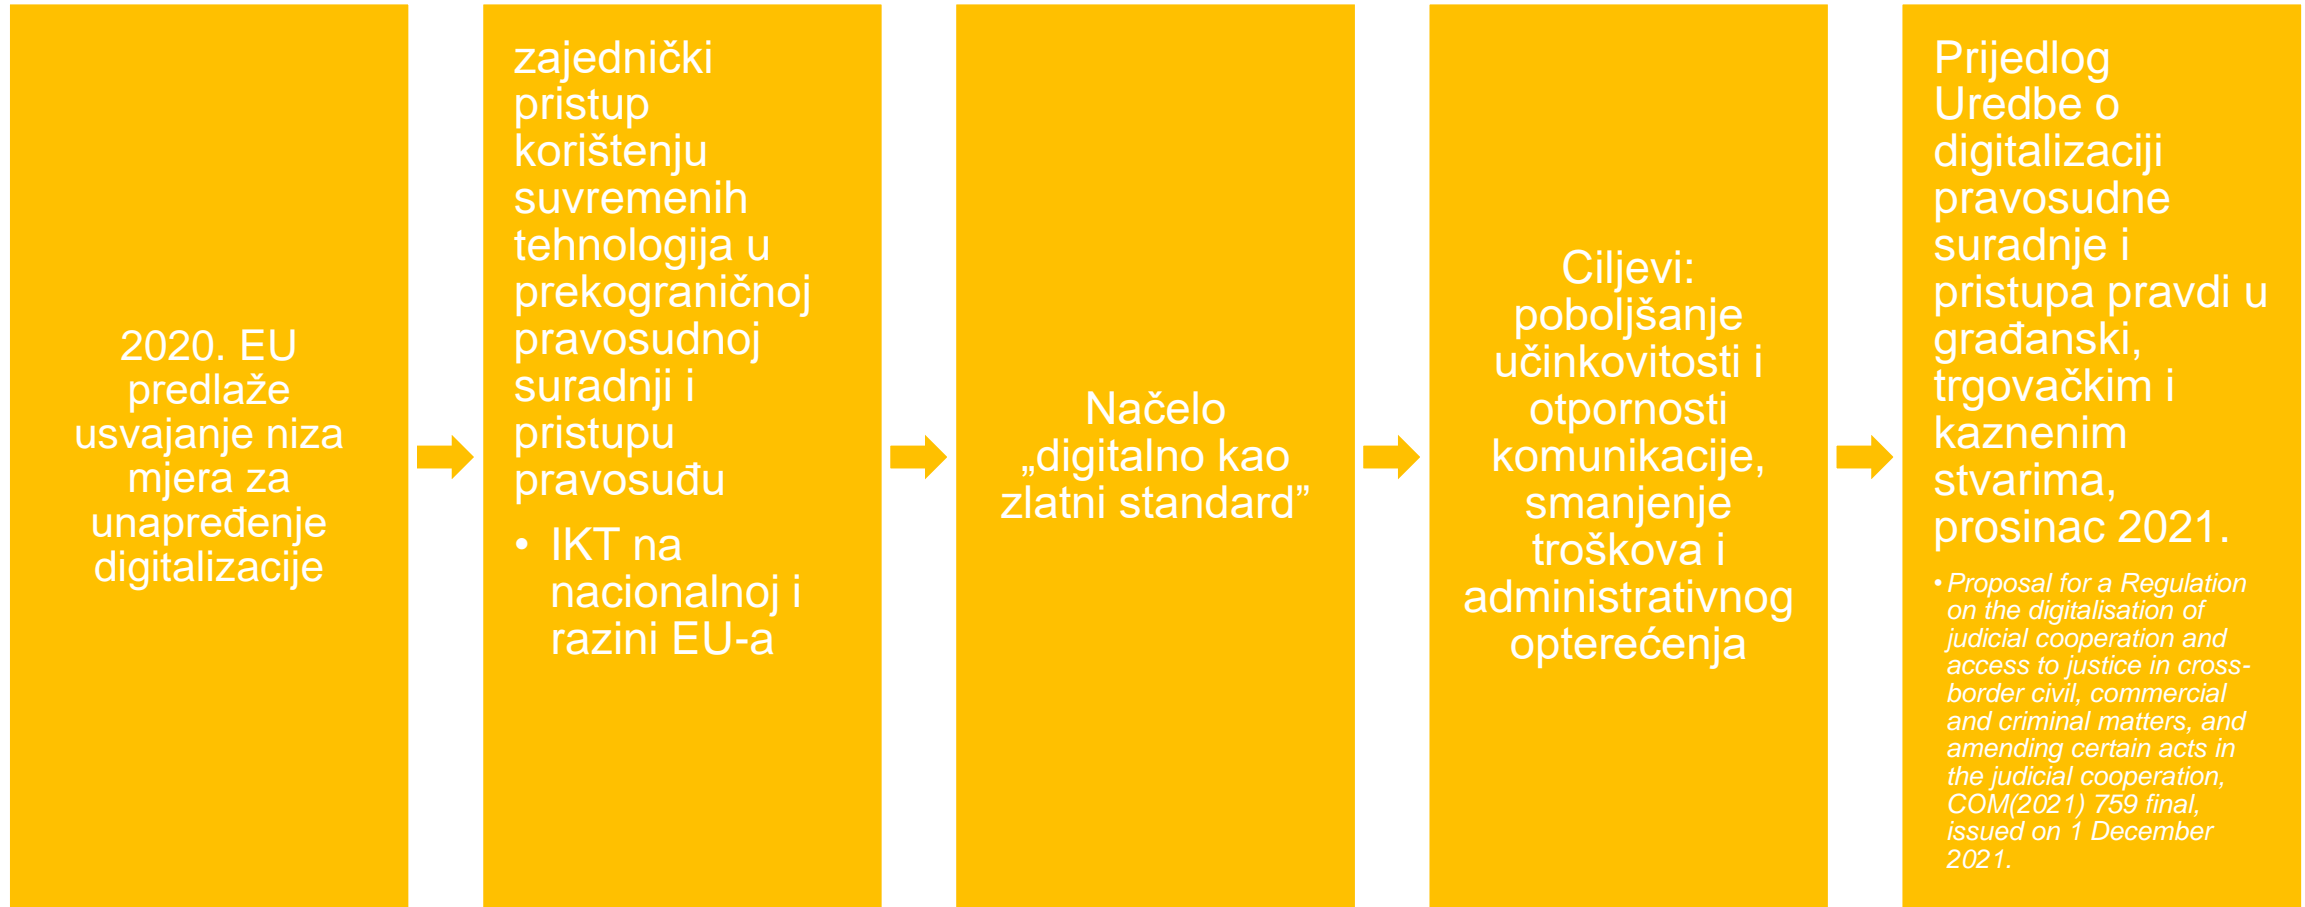 2020. EU
predlaže
usvajanje niza
mjera za
unapređenje
digitalizacije
zajednički
pristup
korištenju
suvremenih
tehnologija u
prekograničnoj
pravosudnoj
suradnji i
pristupu
pravosuđu
• IKT na
nacionalnoj i
razini EU-a
Načelo
„digitalno kao
zlatni standard”
Ciljevi:
poboljšanje
učinkovitosti i
otpornosti
komunikacije,
smanjenje
troškova i
administrativnog
opterećenja
Prijedlog
Uredbe o
digitalizaciji
pravosudne
suradnje i
pristupa pravdi u
građanski,
trgovačkim i
kaznenim
stvarima,
prosinac 2021.
• Proposal for a Regulation
on the digitalisation of
judicial cooperation and
access to justice in cross-
border civil, commercial
and criminal matters, and
amending certain acts in
the judicial cooperation,
COM(2021) 759 final,
issued on 1 December
2021.